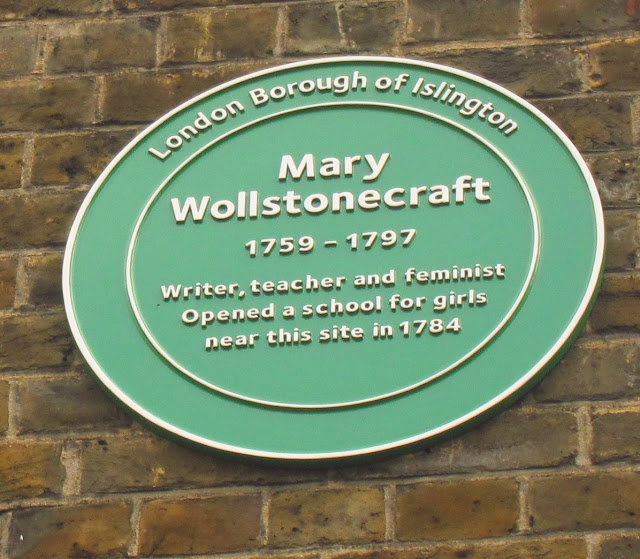 London Borough of Islington
Mary
Wollstonecraft
1759 – 1797
Writer, teacher and feminist
Opened a school for girls
near this site in 1784